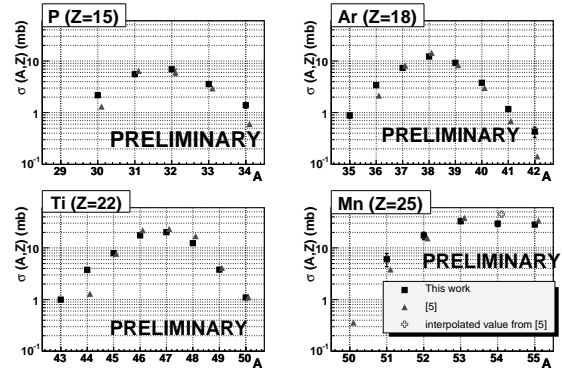 P (Z=15)
σ (A,Z) (mb)
10
1
10⁻¹
PRELIMINARY
29 30 31 32 33 34
A
Ar (Z=18)
σ (A,Z) (mb)
10
1
10⁻¹
PRELIMINARY
35 36 37 38 39 40 41 42
A
Ti (Z=22)
σ (A,Z) (mb)
10
1
10⁻¹
PRELIMINARY
43 44 45 46 47 48 49 50
A
Mn (Z=25)
σ (A,Z) (mb)
10
1
10⁻¹
PRELIMINARY
This work
[5]
interpolated value from [5]
50 51 52 53 54 55
A